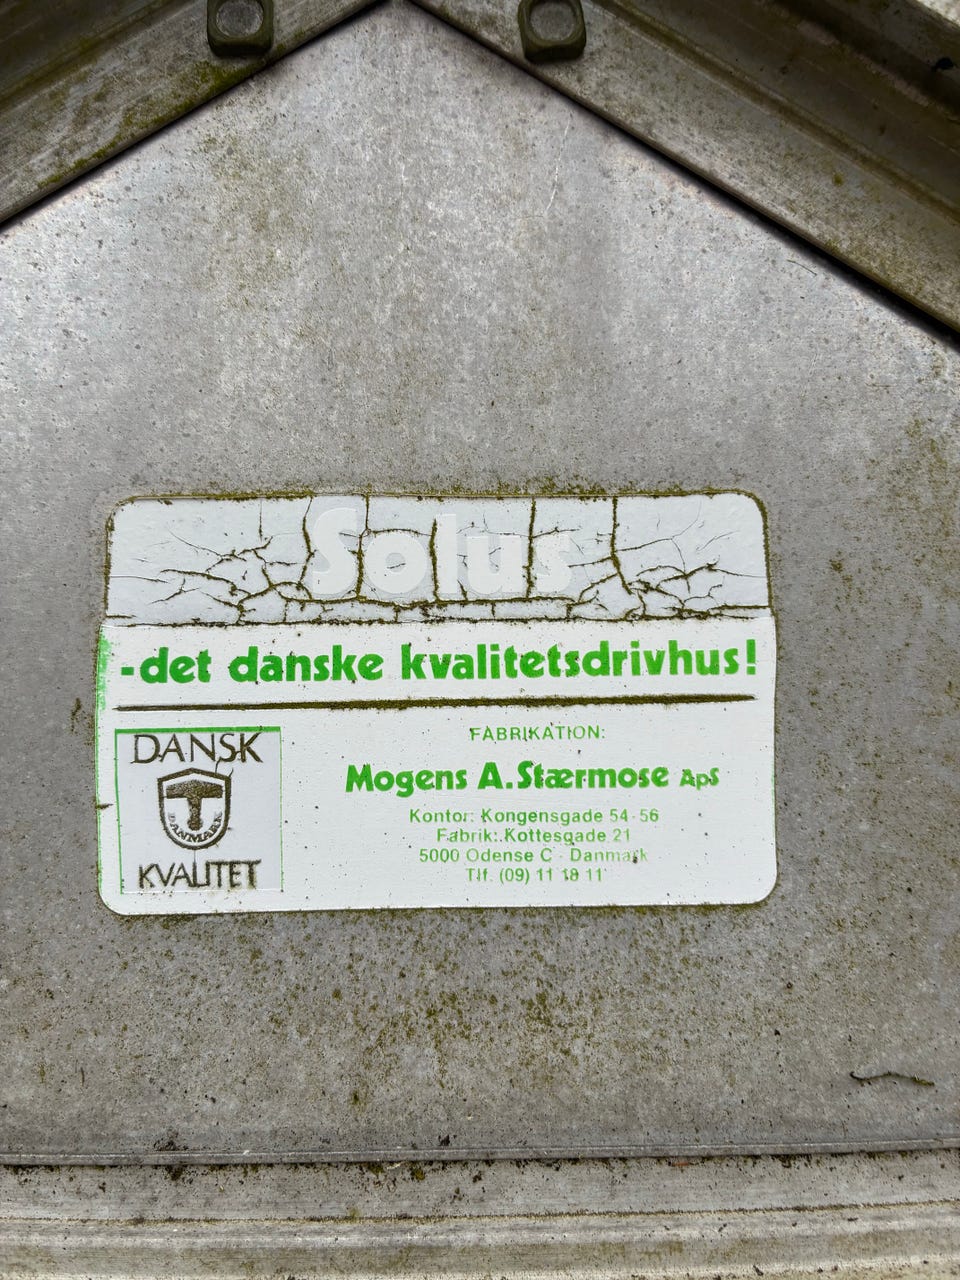 Solus
-det danske kvalitetsdrivhus!
DANSK
DANMARK
KVALITET
FABRIKATION:
Mogens A. Stærmose ApS
Kontor: Kongensgade 54-56
Fabrik: Kottesgade 21
5000 Odense C - Danmark
Tlf. (09) 11 18 11